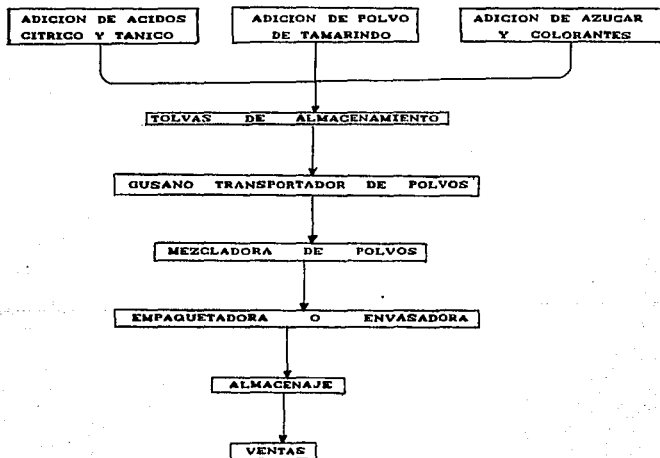 ADICION DE ACIDOS
CITRICO Y TANICO
ADICION DE POLVO
DE TAMARINDO
ADICION DE AZUCAR
Y COLORANTES
TOLVAS DE ALMACENAMIENTO
GUSANO TRANSPORTADOR DE POLVOS
MEZCLADORA DE POLVOS
EMPAQUETADORA O ENVASADORA
ALMACENAJE
VENTAS